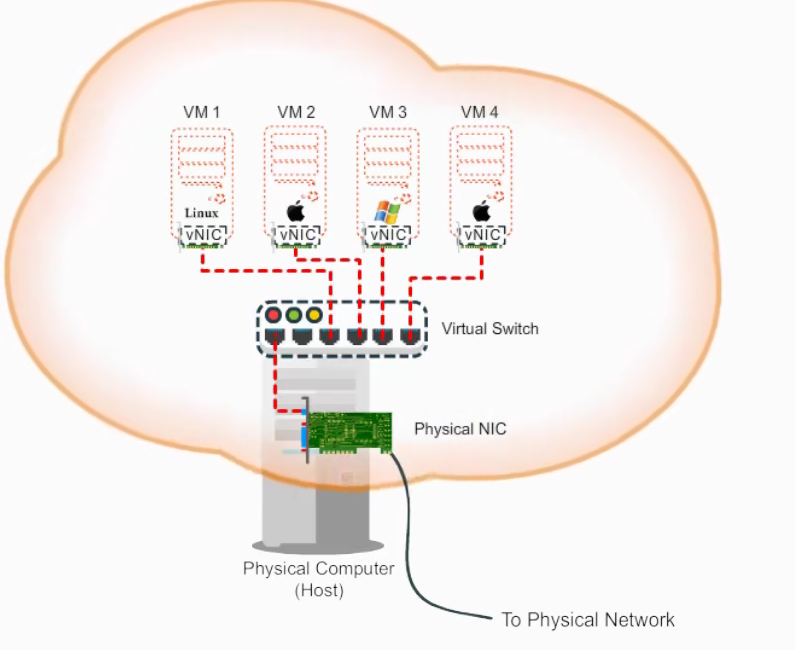 VM 1
VM 2
VM 3
VM 4
Linux
vNIC
vNIC
vNIC
vNIC
Virtual Switch
Physical NIC
Physical Computer
(Host)
To Physical Network